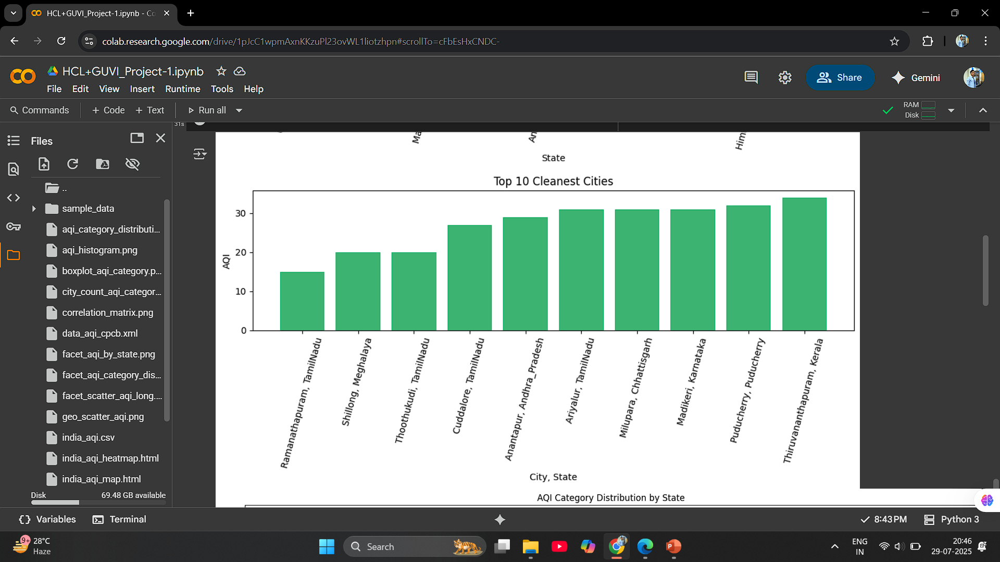 HCL+GUVI_Project-1.ipynb - Co
colab.research.google.com/drive/1pJcC1wpmAxnKKzuPl23ovWL1liotzhpn#scrollTo=cFbEsHxCNDC-
HCL+GUVI_Project-1.ipynb
File Edit View Insert Runtime Tools Help
Share
Gemini
Commands + Code + Text Run all
RAM
Disk
Files
..
sample_data
aqi_category_distributi...
aqi_histogram.png
boxplot_aqi_category.p...
city_count_aqi_categor...
correlation_matrix.png
data_aqi_cpcb.xml
facet_aqi_by_state.png
facet_aqi_category_dis...
facet_scatter_aqi_long....
geo_scatter_aqi.png
india_aqi.csv
india_aqi_heatmap.html
india_aqi_map.html
Disk 69.48 GB available
31s
Ma
An
Him
State
Top 10 Cleanest Cities
AQI
30
20
10
0
Ramanathapuram, TamilNadu
Shillong, Meghalaya
Thoothukudi, TamilNadu
Cuddalore, TamilNadu
Anantapur, Andhra_Pradesh
Ariyalur, TamilNadu
Milupara, Chhattisgarh
Madikeri, Karnataka
Puducherry, Puducherry
Thiruvananthapuram, Kerala
City, State
AQI Category Distribution by State
Variables Terminal
8:43 PM Python 3
9+
28°C
Haze
Search
ENG
IN
20:46
29-07-2025